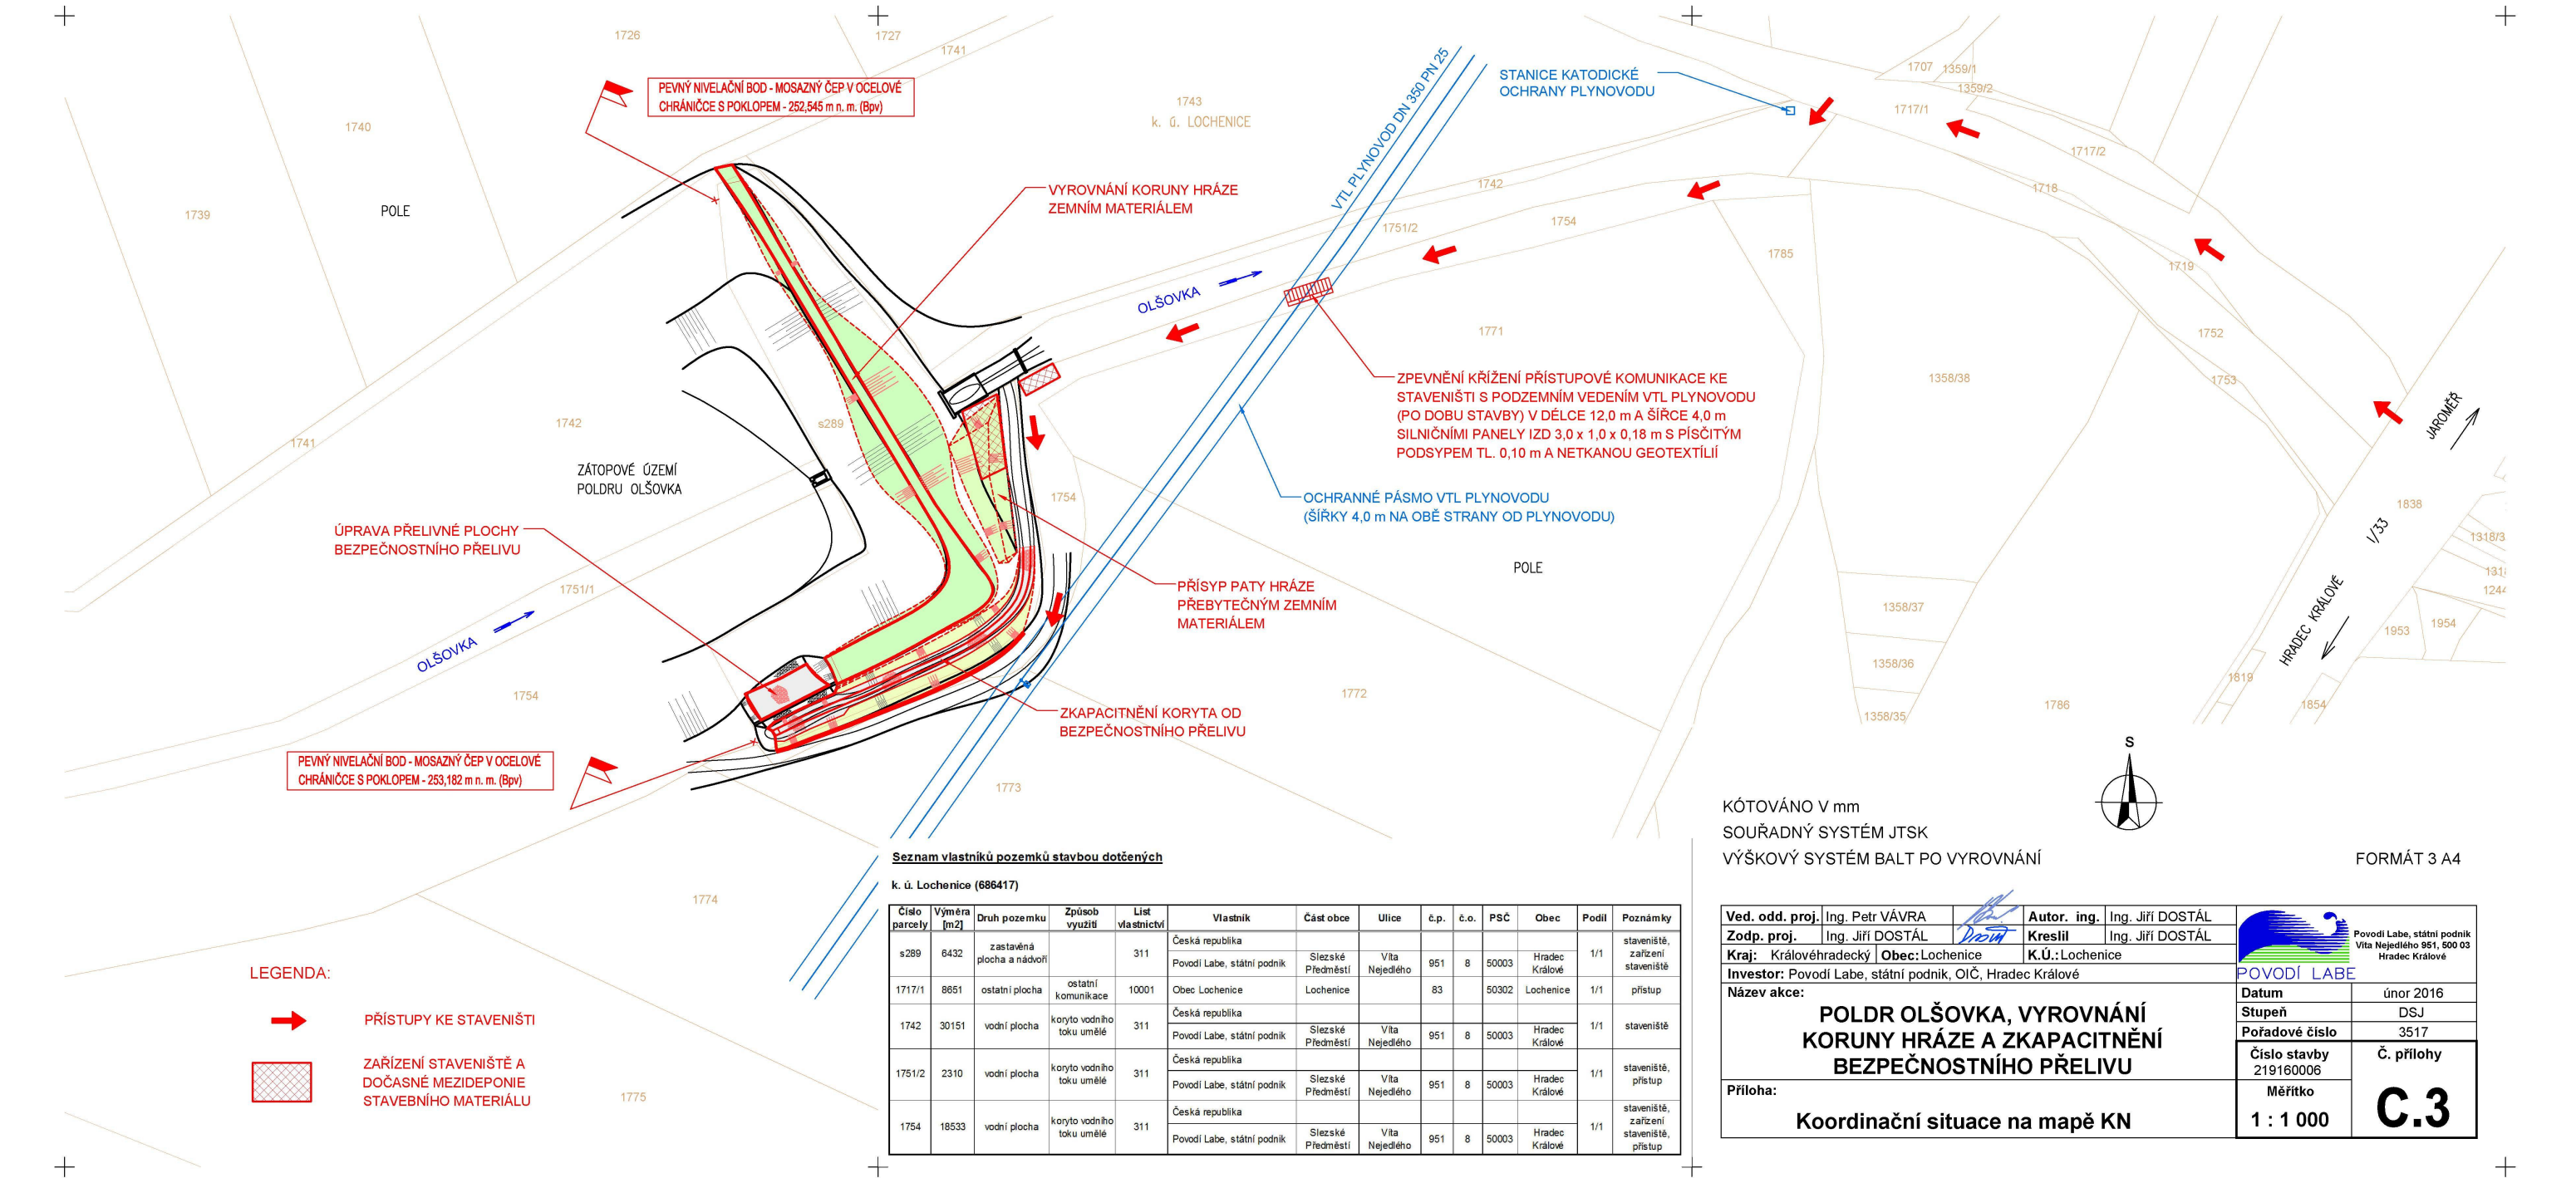 1726
1727
1741
1740
1739
POLE
PEVNÝ NIVELAČNÍ BOD - MOSAZNÝ ČEP V OCELOVÉ
CHRÁNIČCE S POKLOPEM - 252,545 m n. m. (Bpv)
1743
k. ú. LOCHENICE
VTL PLYNOVOD DN 350 PN 25
STANICE KATODICKÉ
OCHRANY PLYNOVODU
1707
1359/1
1359/2
1717/1
1717/2
1718
1719
1742
1751/2
1754
1785
VYROVNÁNÍ KORUNY HRÁZE
ZEMNÍM MATERIÁLEM
OLŠOVKA
1771
1752
1753
1358/38
JAROMĚŘ
ZPEVNĚNÍ KŘÍŽENÍ PŘÍSTUPOVÉ KOMUNIKACE KE
STAVENIŠTI S PODZEMNÍM VEDENÍM VTL PLYNOVODU
(PO DOBU STAVBY) V DÉLCE 12,0 m A ŠÍŘCE 4,0 m
SILNIČNÍMI PANELY IZD 3,0 x 1,0 x 0,18 m S PÍSČITÝM
PODSYPEM TL. 0,10 m A NETKANOU GEOTEXTÍLIÍ
1741
1742
s289
ZÁTOPOVÉ ÚZEMÍ
POLDRU OLŠOVKA
1754
OCHRANNÉ PÁSMO VTL PLYNOVODU
(ŠÍŘKY 4,0 m NA OBĚ STRANY OD PLYNOVODU)
1838
I/33
1318/3
131
1244
HRADEC KRÁLOVÉ
ÚPRAVA PŘELIVNÉ PLOCHY
BEZPEČNOSTNÍHO PŘELIVU
POLE
1751/1
PŘÍSYP PATY HRÁZE
PŘEBYTEČNÝM ZEMNÍM
MATERIÁLEM
1358/37
1358/36
1358/35
1953
1954
1819
1854
1786
OLŠOVKA
1754
1772
ZKAPACITNĚNÍ KORYTA OD
BEZPEČNOSTNÍHO PŘELIVU
PEVNÝ NIVELAČNÍ BOD - MOSAZNÝ ČEP V OCELOVÉ
CHRÁNIČCE S POKLOPEM - 253,182 m n. m. (Bpv)
1773
1774
1775
S
KÓTOVÁNO V mm
SOUŘADNÝ SYSTÉM JTSK
VÝŠKOVÝ SYSTÉM BALT PO VYROVNÁNÍ
FORMÁT 3 A4
LEGENDA:
PŘÍSTUPY KE STAVENIŠTI
ZAŘÍZENÍ STAVENIŠTĚ A
DOČASNÉ MEZIDEPONIE
STAVEBNÍHO MATERIÁLU
Seznam vlastníků pozemků stavbou dotčených
k. ú. Lochenice (686417)
Číslo parcely Výměra [m2] Druh pozemku Způsob využití List vlastnictví Vlastník Část obce Ulice č.p. č.o. PSČ Obec Podíl Poznámky
s289 6432 zastavěná plocha a nádvoří 311 Česká republika 1/1 staveniště, zařízení staveniště
Povodí Labe, státní podnik Slezské Předměstí Víta Nejedlého 951 8 50003 Hradec Králové
1717/1 8651 ostatní plocha ostatní komunikace 10001 Obec Lochenice Lochenice 83 50302 Lochenice 1/1 přístup
1742 30151 vodní plocha koryto vodního toku umělé 311 Česká republika 1/1 staveniště
Povodí Labe, státní podnik Slezské Předměstí Víta Nejedlého 951 8 50003 Hradec Králové
1751/2 2310 vodní plocha koryto vodního toku umělé 311 Česká republika 1/1 staveniště, přístup
Povodí Labe, státní podnik Slezské Předměstí Víta Nejedlého 951 8 50003 Hradec Králové
1754 18533 vodní plocha koryto vodního toku umělé 311 Česká republika 1/1 staveniště, zařízení staveniště, přístup
Povodí Labe, státní podnik Slezské Předměstí Víta Nejedlého 951 8 50003 Hradec Králové
Ved. odd. proj. Ing. Petr VÁVRA Autor. ing. Ing. Jiří DOSTÁL
Zodp. proj. Ing. Jiří DOSTÁL Kreslil Ing. Jiří DOSTÁL
Kraj: Královéhradecký Obec: Lochenice K.Ú.: Lochenice
Investor: Povodí Labe, státní podnik, OIČ, Hradec Králové
POVODÍ LABE
Povodí Labe, státní podnik
Víta Nejedlého 951, 500 03
Hradec Králové
Název akce:
POLDR OLŠOVKA, VYROVNÁNÍ
KORUNY HRÁZE A ZKAPACITNĚNÍ
BEZPEČNOSTNÍHO PŘELIVU
Datum únor 2016
Stupeň DSJ
Pořadové číslo 3517
Číslo stavby
219160006
Č. přílohy
C.3
Měřítko
1 : 1 000
Příloha:
Koordinační situace na mapě KN